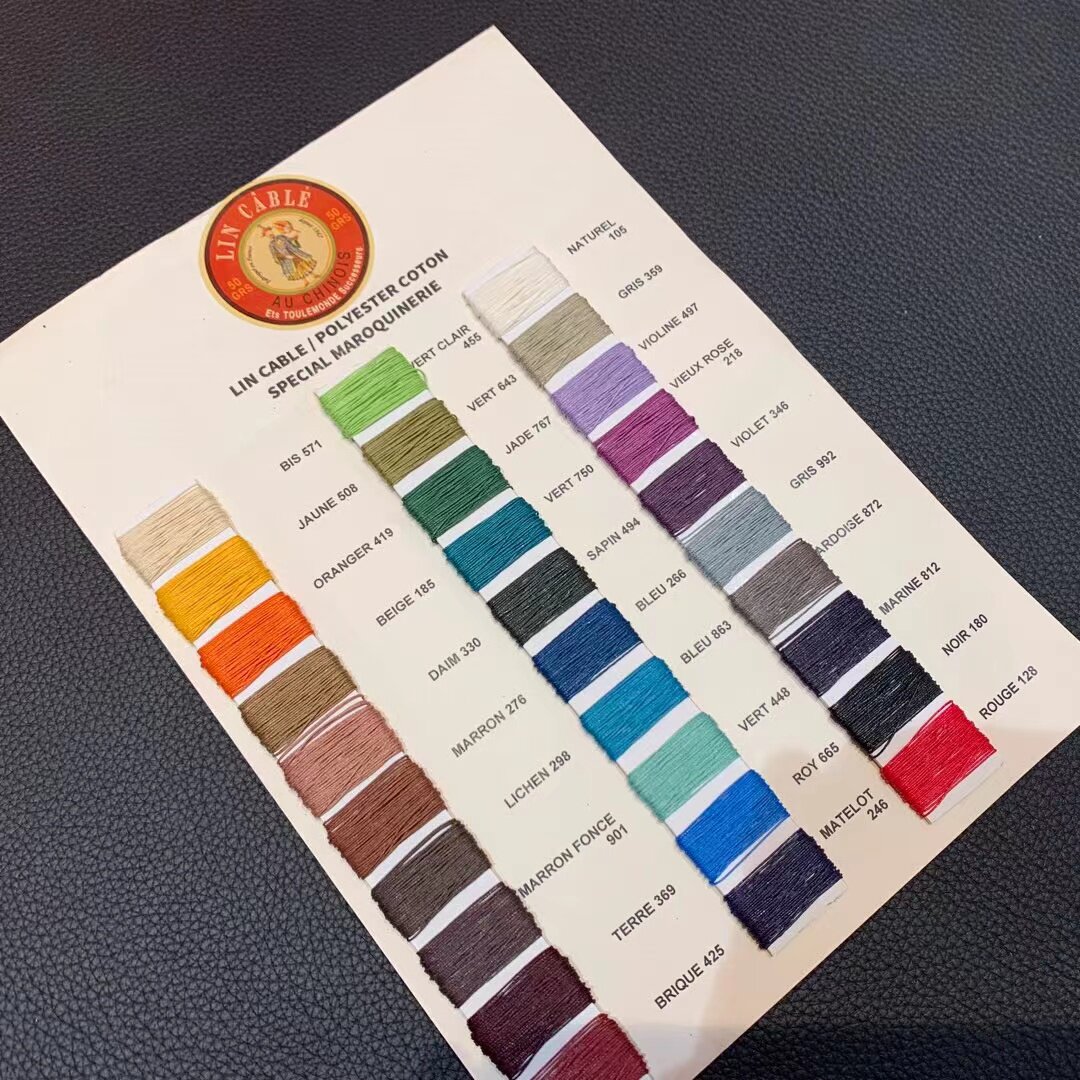 LIN CÂBLÉ
50
GRS
50
GRS
AU CHINOIS
Ets TOULEMONDE Successeurs
LIN CABLE | POLYESTER COTON
SPECIAL MAROQUINERIE
BIS 571
JAUNE 508
ORANGER 419
BEIGE 185
DAIM 330
MARRON 276
LICHEN 298
MARRON FONCE
901
TERRE 369
BRIQUE 425
VERT CLAIR
455
VERT 643
JADE 767
VERT 750
SAPIN 494
BLEU 266
BLEU 863
VERT 448
ROY 665
MATELOT
246
NATUREL
105
GRIS 359
VIOLINE 497
VIEUX ROSE
218
VIOLET 346
GRIS 992
ARDOISE 872
MARINE 812
NOIR 180
ROUGE 128